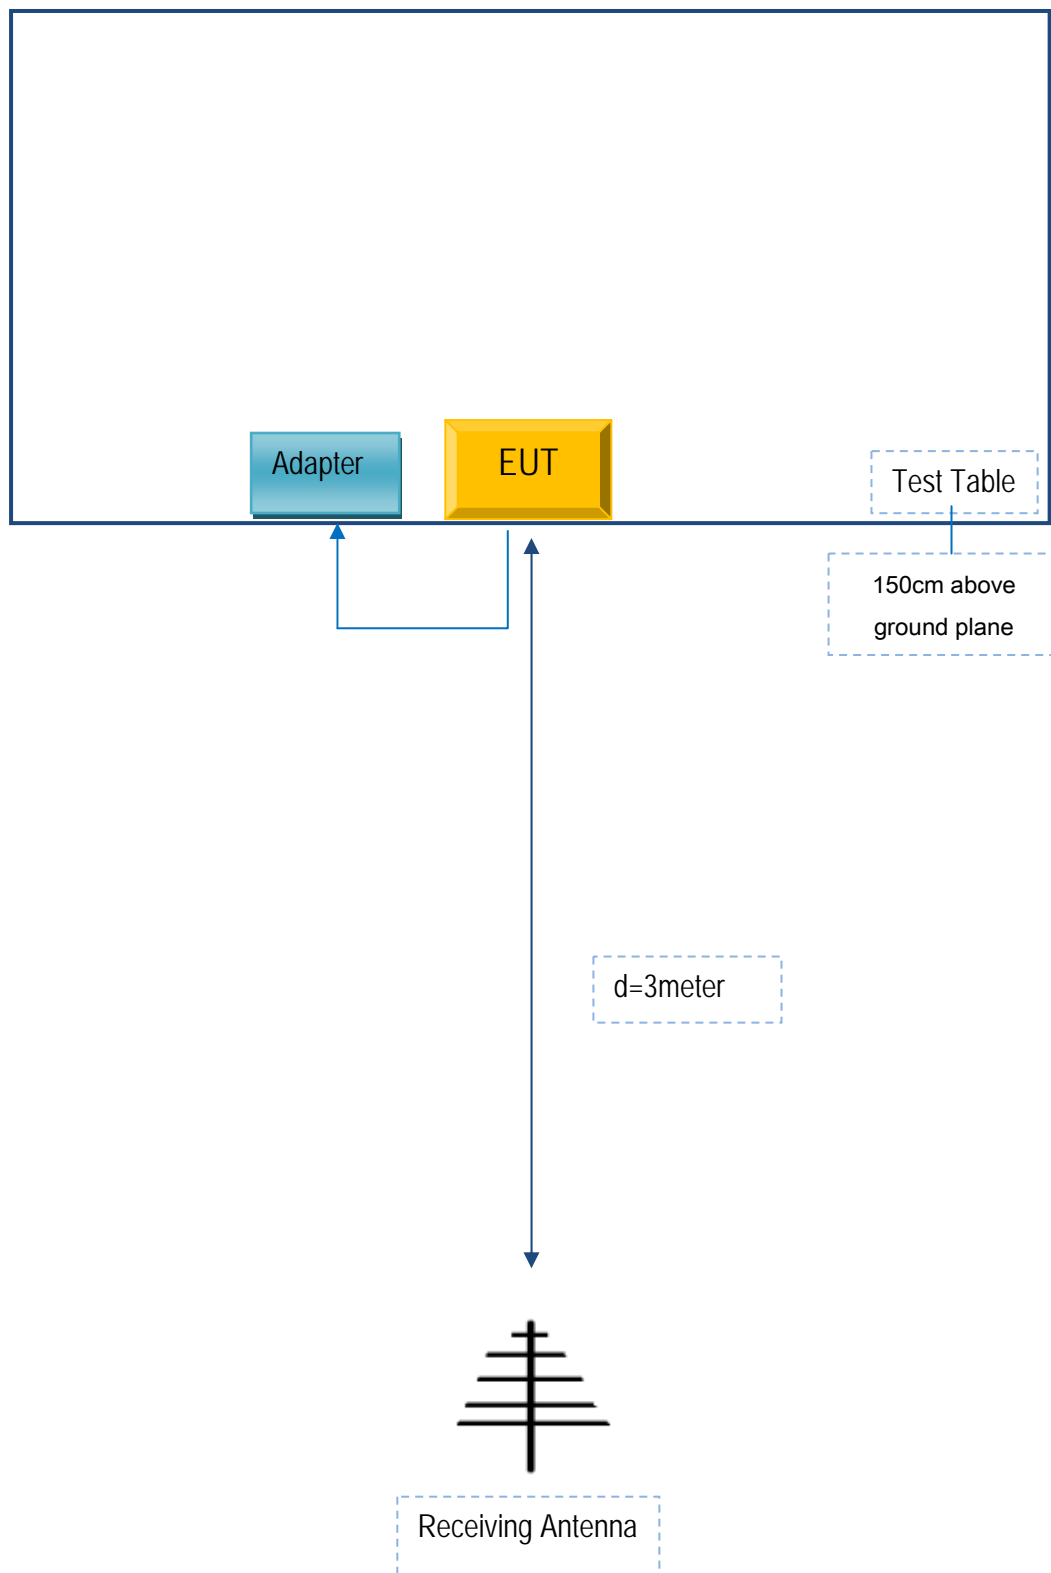 Adapter
EUT
Test Table
150cm above
ground plane
d=3meter
Receiving Antenna